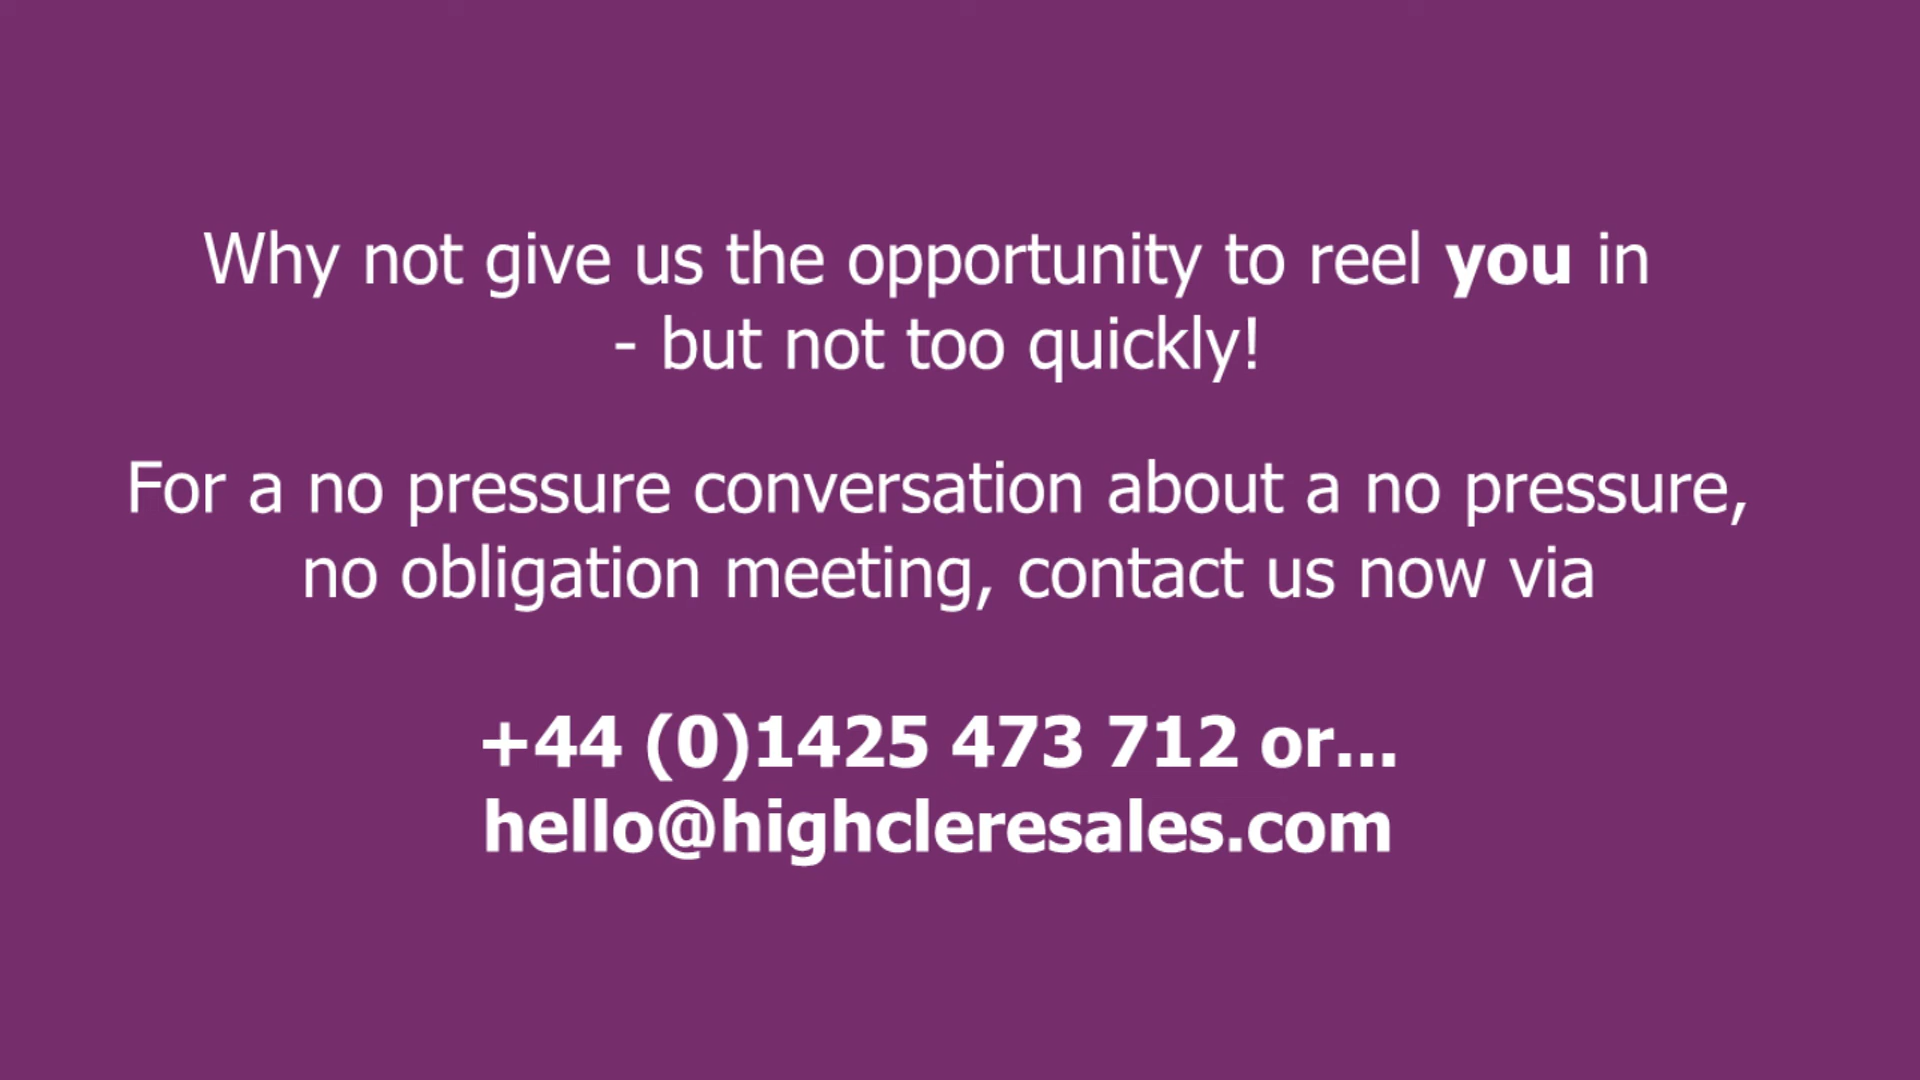 Why not give us the opportunity to reel you in
- but not too quickly!
For a no pressure conversation about a no pressure,
no obligation meeting, contact us now via
+44 (0)1425 473 712 or...
hello@highcleresales.com